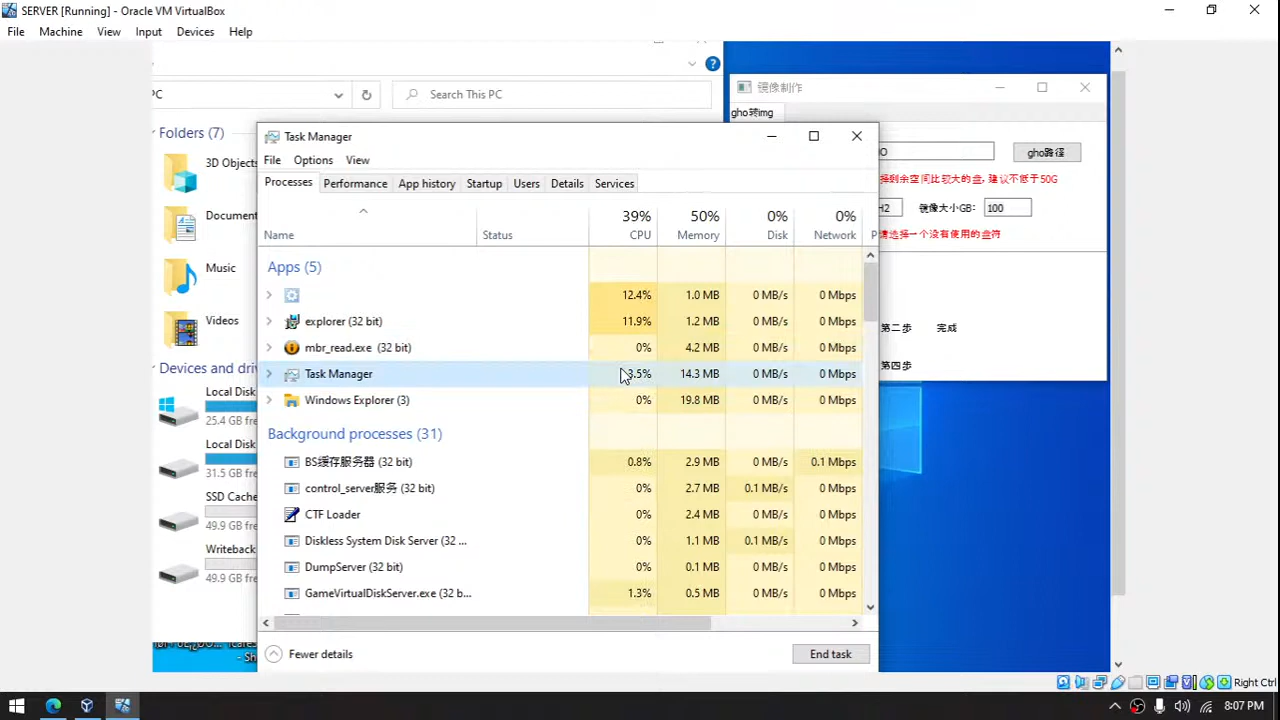 SERVER [Running] - Oracle VM VirtualBox
File Machine View Input Devices Help
PC
Search This PC
Folders (7)
3D Objects
Document
Music
Videos
Devices and dri
Local Disk
25.4 GB fre
Local Disk
31.5 GB fre
SSD Cache
49.9 GB fre
Writeback
49.9 GB fre
镜像制作
gho转img
O
gho路径
择剩余空间比较大的盘,建议不低于50G
H2
镜像大小GB:
100
请选择一个没有使用的盘符
第二步
完成
第四步
Task Manager
File Options View
Processes Performance App history Startup Users Details Services
39% 50% 0% 0%
Name Status CPU Memory Disk Network
Apps (5)
12.4% 1.0 MB 0 MB/s 0 Mbps
explorer (32 bit) 11.9% 1.2 MB 0 MB/s 0 Mbps
mbr_read.exe (32 bit) 0% 4.2 MB 0 MB/s 0 Mbps
Task Manager 3.5% 14.3 MB 0 MB/s 0 Mbps
Windows Explorer (3) 0% 19.8 MB 0 MB/s 0 Mbps
Background processes (31)
BS缓存服务器 (32 bit) 0.8% 2.9 MB 0 MB/s 0.1 Mbps
control_server服务 (32 bit) 0% 2.7 MB 0.1 MB/s 0 Mbps
CTF Loader 0% 2.4 MB 0 MB/s 0 Mbps
Diskless System Disk Server (32 ... 0% 1.1 MB 0.1 MB/s 0 Mbps
DumpServer (32 bit) 0% 0.1 MB 0 MB/s 0 Mbps
GameVirtualDiskServer.exe (32 b... 1.3% 0.5 MB 0 MB/s 0 Mbps
Fewer details
End task
Right Ctrl
8:07 PM